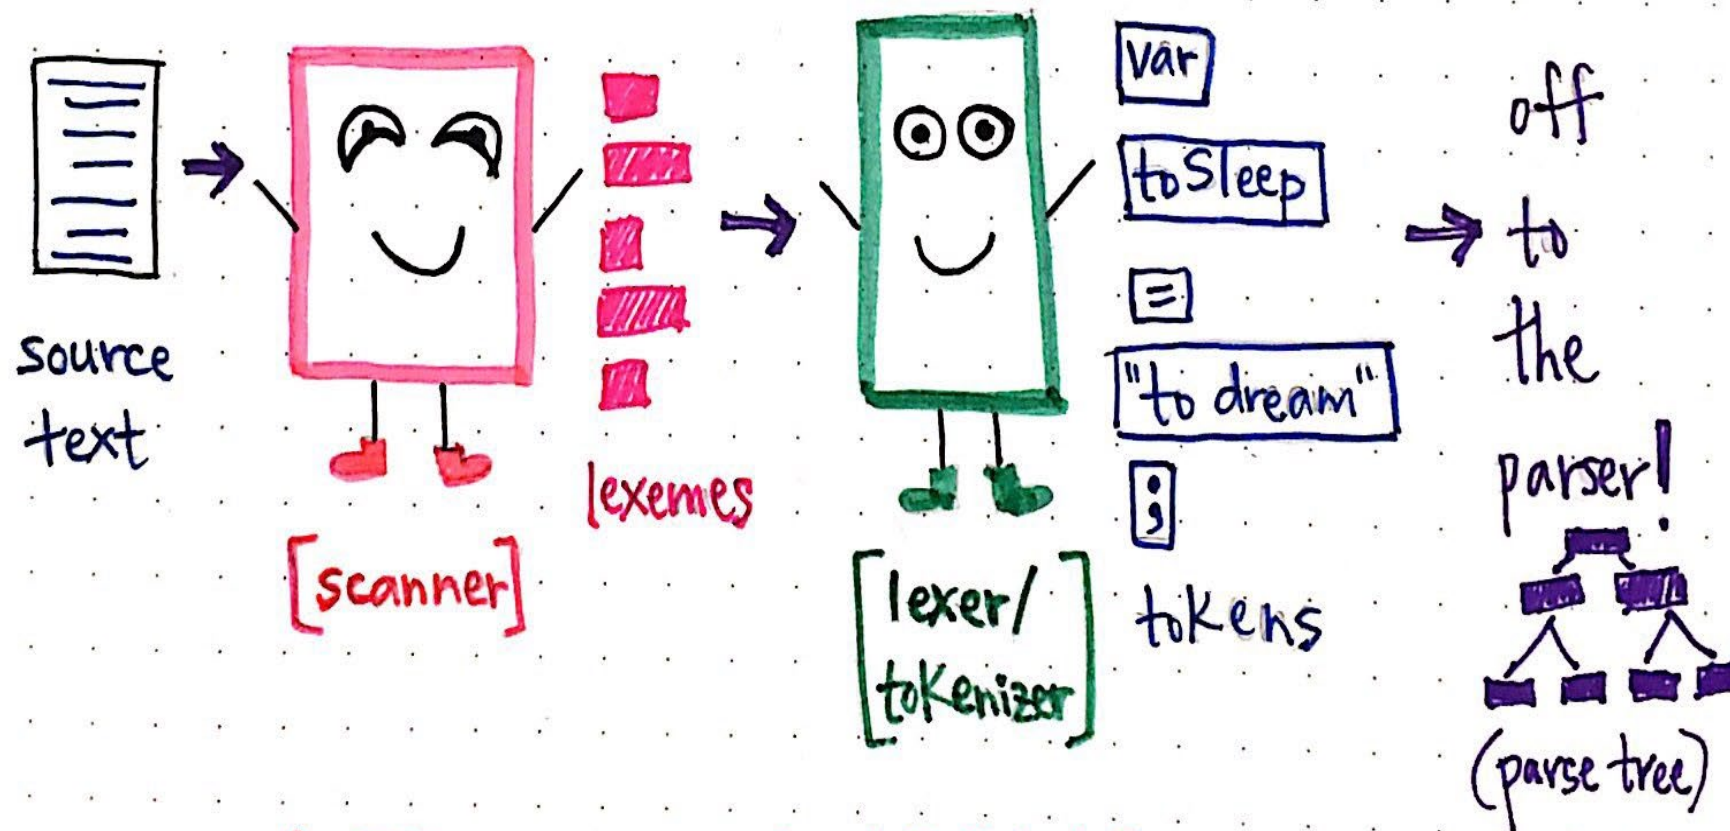 source
text
[scanner]
lexemes
[lexer/
tokenizer]
var
toSleep
=
"to dream"
;
tokens
off
to
the
parser!
(parse tree)